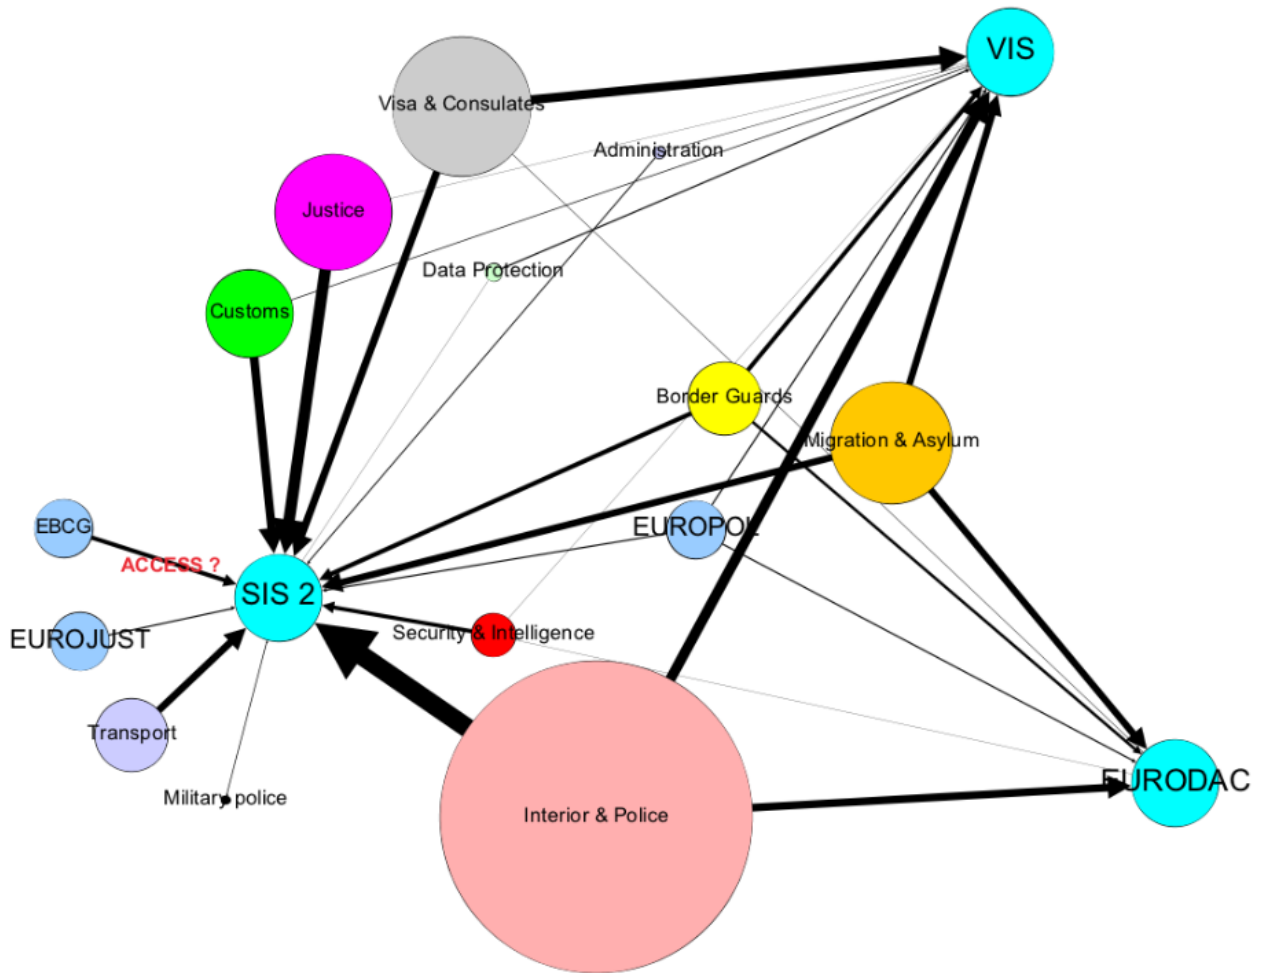 VIS
Visa & Consulates
Administration
Justice
Data Protection
Customs
Border Guards
Migration & Asylum
EBCG
EUROPOL
ACCESS ?
SIS 2
EUROJUST
Security & Intelligence
Transport
EURODAC
Military police
Interior & Police